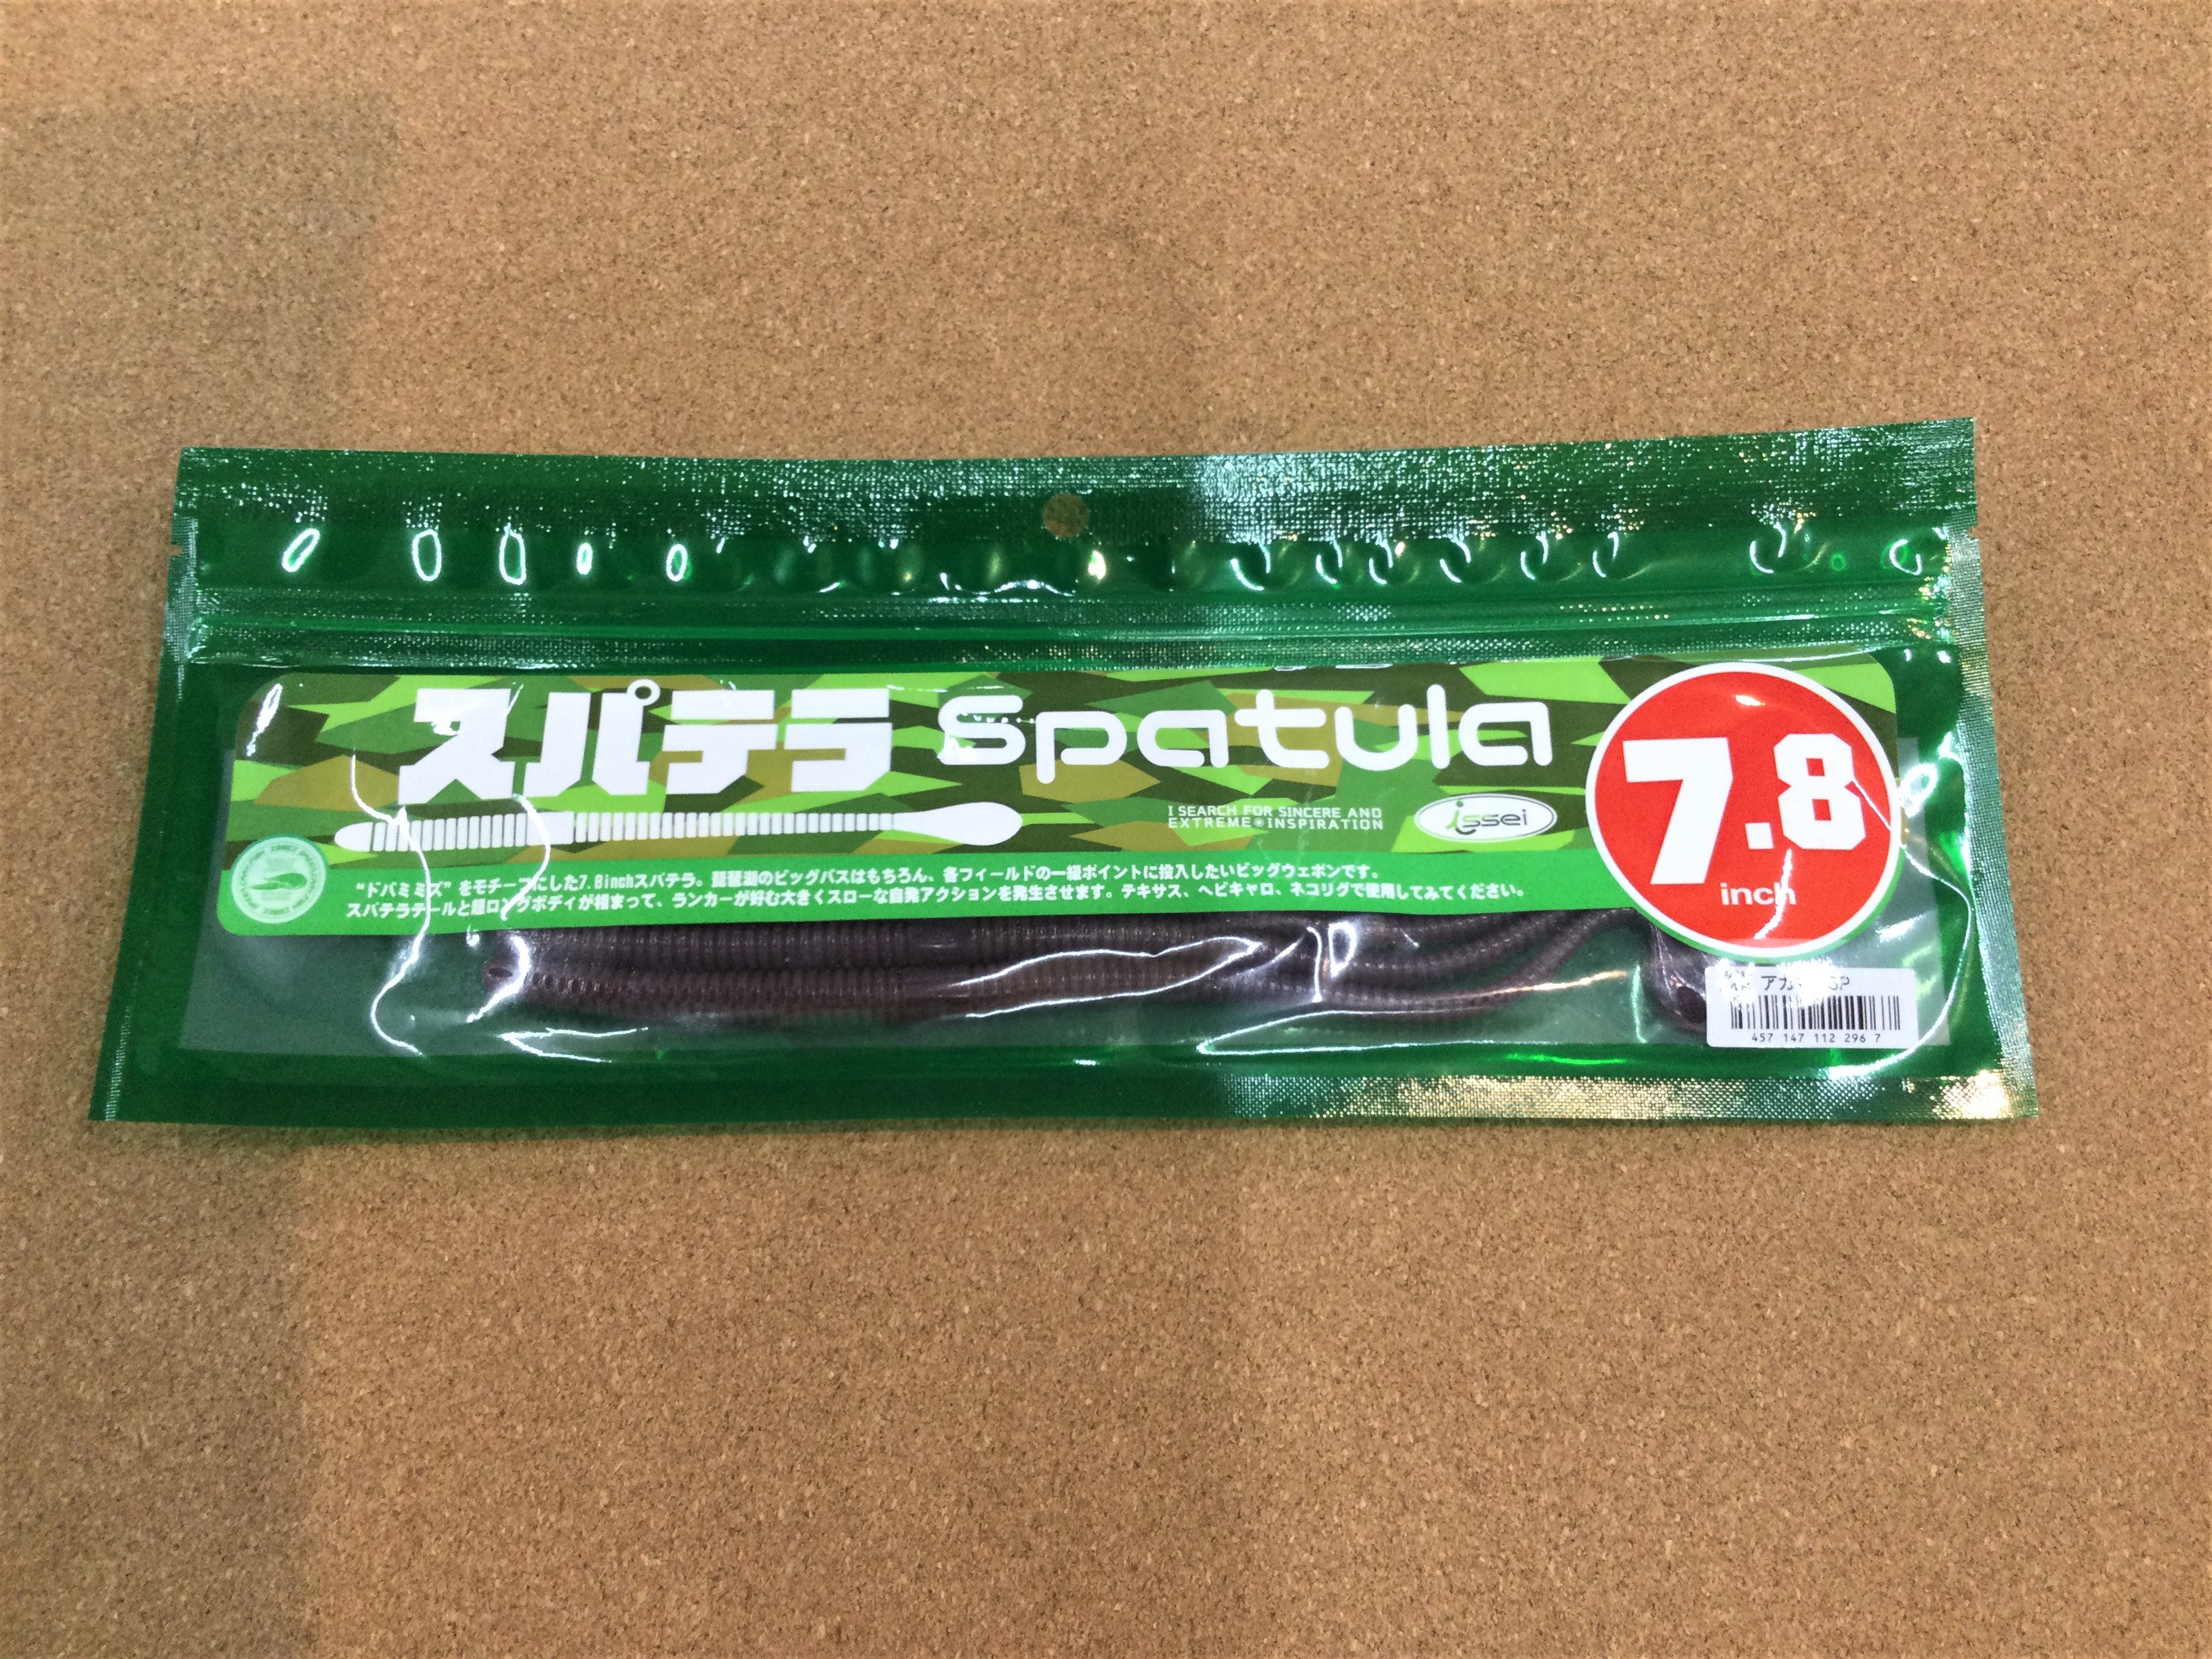 スパテラ spatula
7.8
inch
I SEARCH FOR SINCERE AND
EXTREME INSPIRATION
issei
“ドバミミズ”をモチーフにした7.8inchスパテラ。琵琶湖のビッグバスはもちろん、各フィールドの一級ポイントに投入したいビッグウェポンです。
スパテラテールと超ロングボディが相まって、ランカーが好む大きくスローな自発アクションを発生させます。テキサス、ヘビキャロ、ネコリグで使用してみてください。
457 147 112 296 7